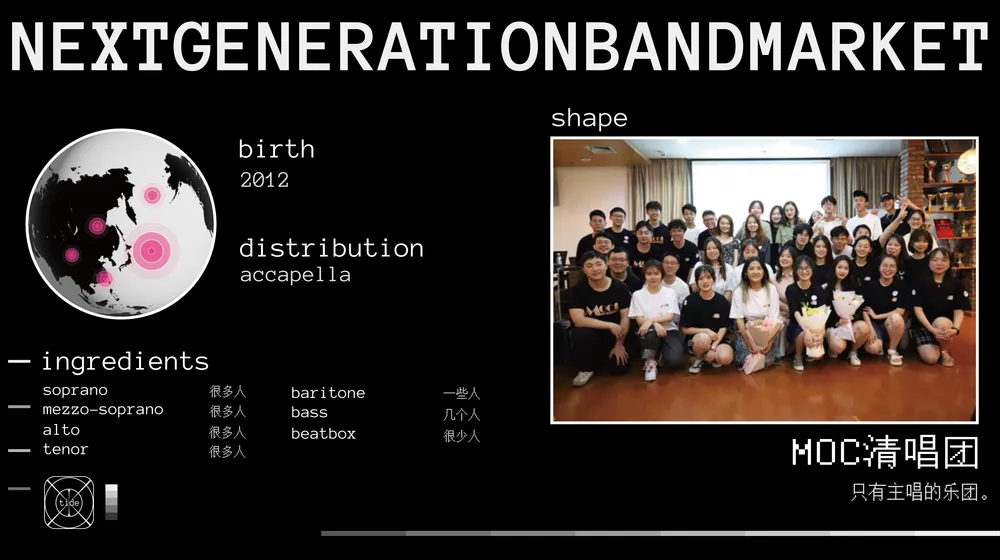 NEXTGENERATIONBANDMARKET
birth
2012
distribution
accapella
ingredients
soprano 很多人
mezzo-soprano 很多人
alto 很多人
tenor 很多人
baritone 一些人
bass 几个人
beatbox 很少人
tide
shape
MOC!
MOC清唱团
只有主唱的乐团。